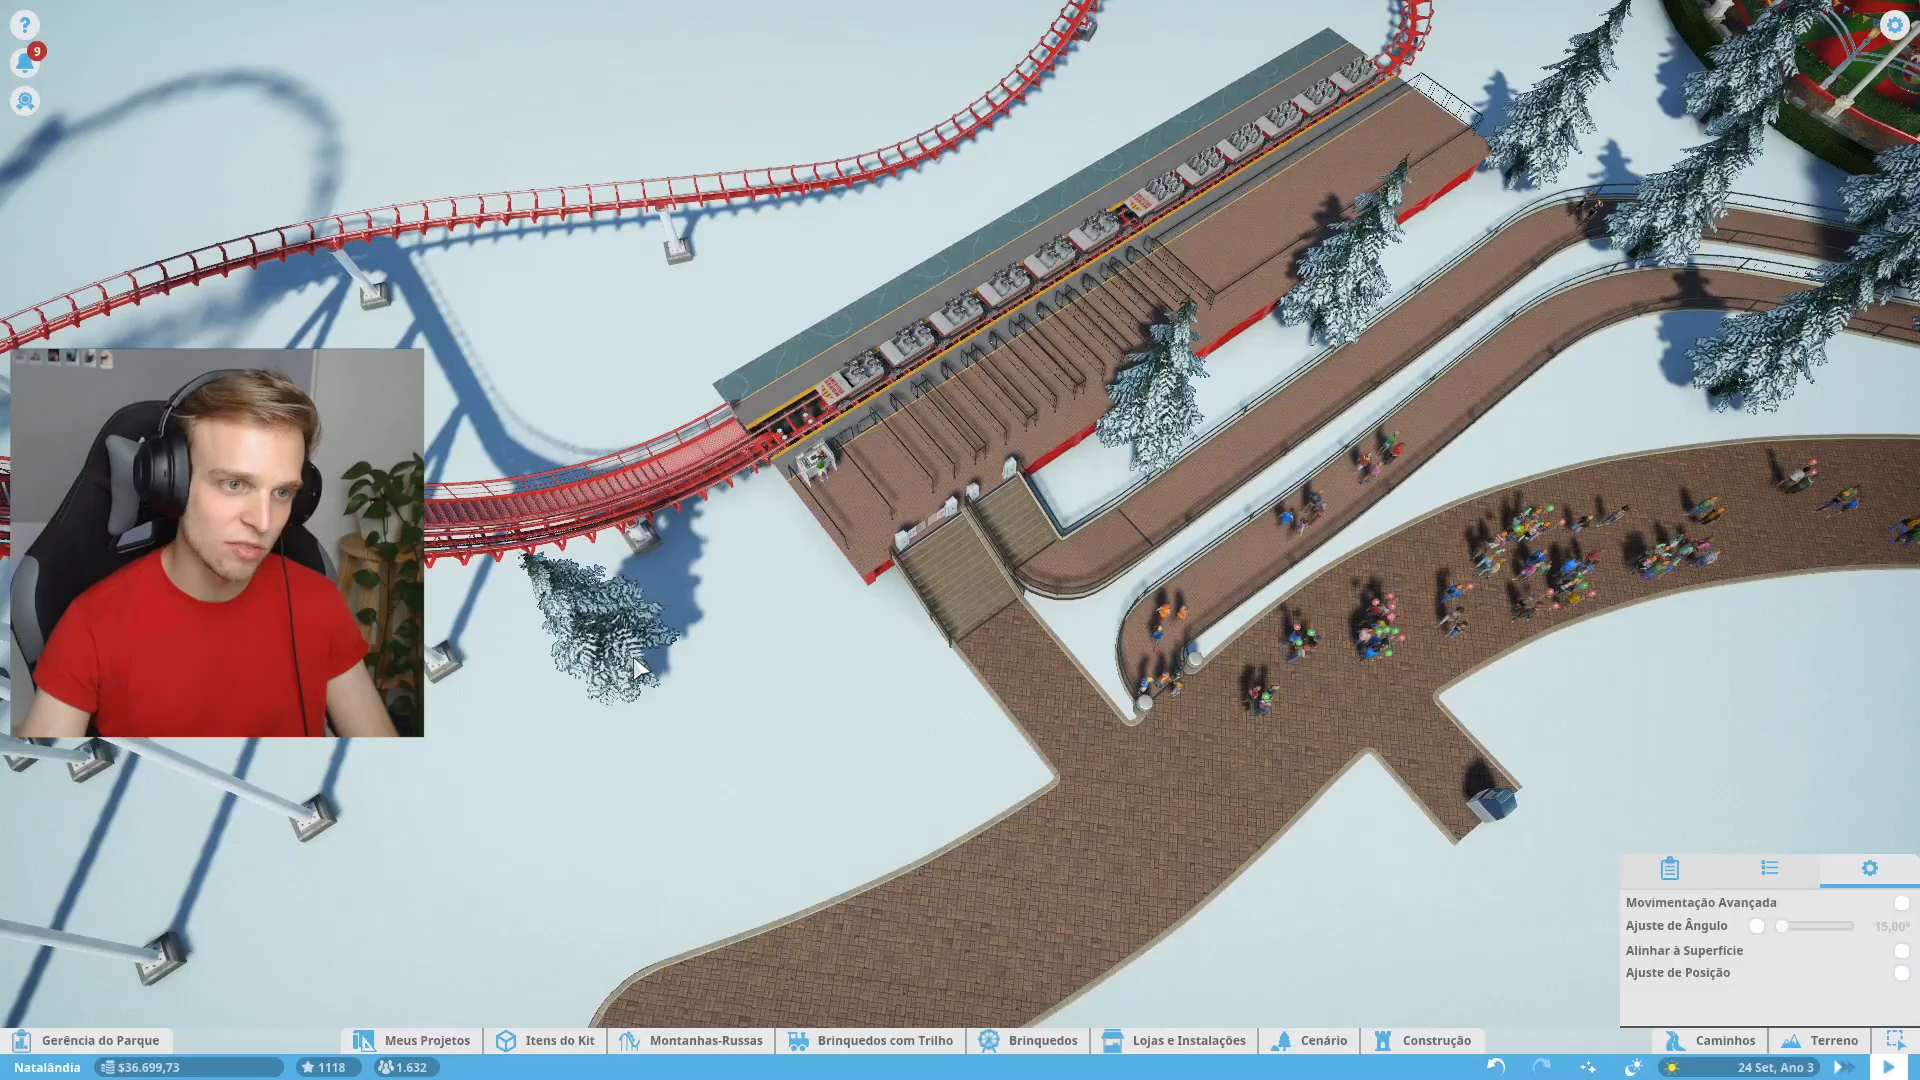 ?
9
Movimentação Avançada
Ajuste de Ângulo 15,00°
Alinhar à Superfície
Ajuste de Posição
Gerência do Parque Meus Projetos Itens do Kit Montanhas-Russas Brinquedos com Trilho Brinquedos Lojas e Instalações Cenário Construção Caminhos Terreno
Natalândia $36.699,73 1118 1.632 24 Set, Ano 3